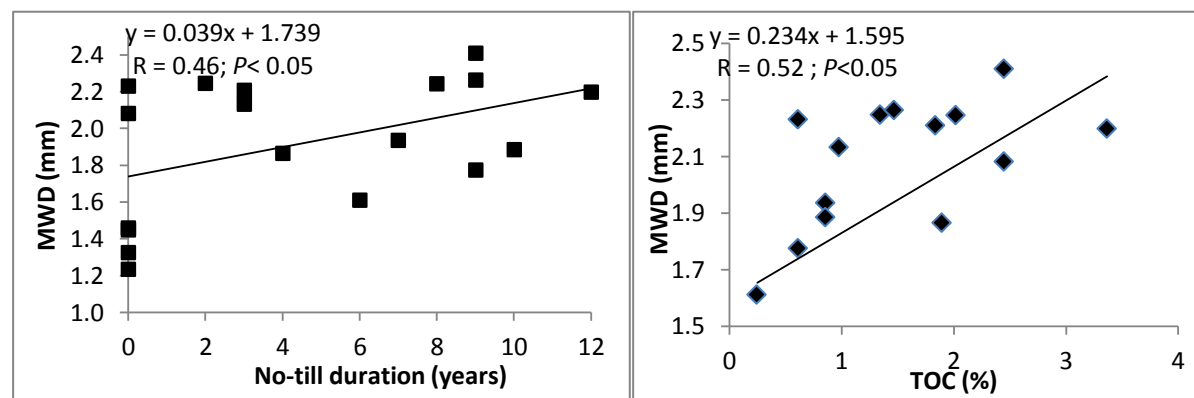 y = 0.039x + 1.739
R = 0.46; P< 0.05
MWD (mm)
2.4
2.2
2.0
1.8
1.6
1.4
1.2
1.0
0 2 4 6 8 10 12
No-till duration (years)
y = 0.234x + 1.595
R = 0.52 ; P<0.05
MWD (mm)
2.5
2.3
2.1
1.9
1.7
1.5
0 1 2 3 4
TOC (%)